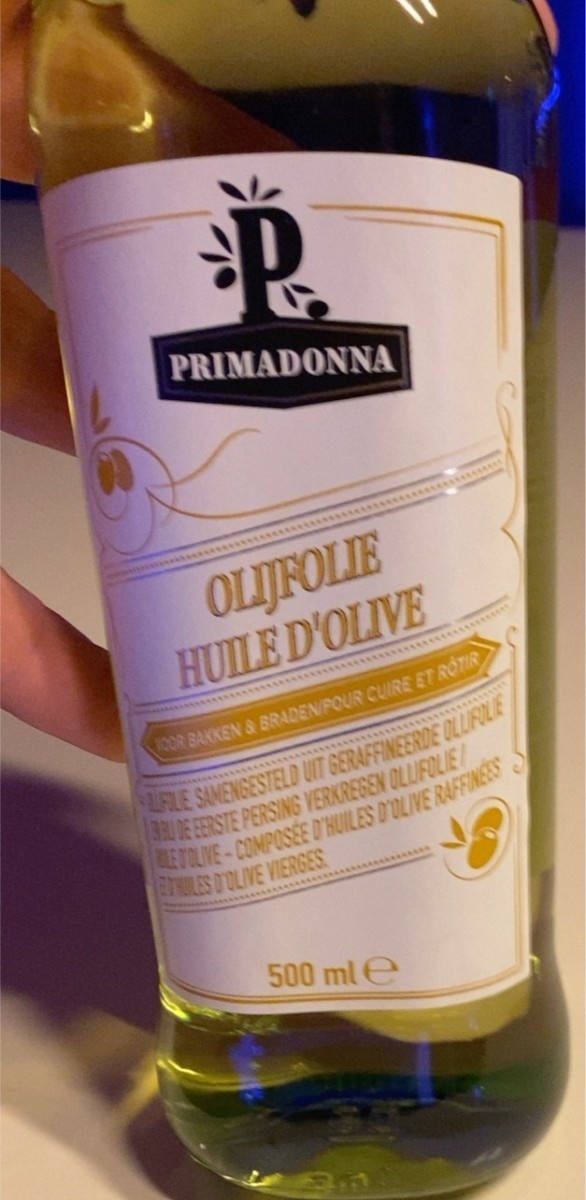 P
PRIMADONNA
OLIJFOLIE
HUILE D'OLIVE
VOOR BAKKEN & BRADEN/POUR CUIRE ET RÔTIR
OLIJFOLIE, SAMENGESTELD UIT GERAFFINEERDE OLIJFOLIE
EN BIJ DE EERSTE PERSING VERKREGEN OLIJFOLIE /
HUILE D'OLIVE - COMPOSÉE D'HUILES D'OLIVE RAFFINÉES
ET D'HUILES D'OLIVE VIERGES.
500 ml ℮